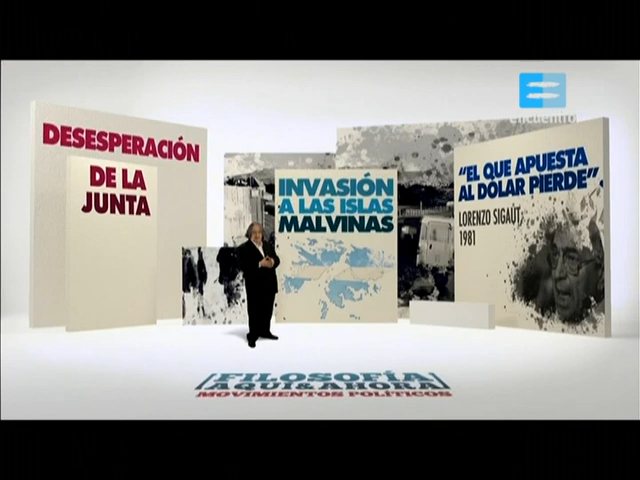 encuentro
DESESPERACIÓN
DE LA
JUNTA
INVASIÓN
A LAS ISLAS
MALVINAS
“EL QUE APUESTA
AL DÓLAR PIERDE”
LORENZO SIGAUT,
1981
FILOSOFÍA
AQUÍ&AHORA
MOVIMIENTOS POLÍTICOS